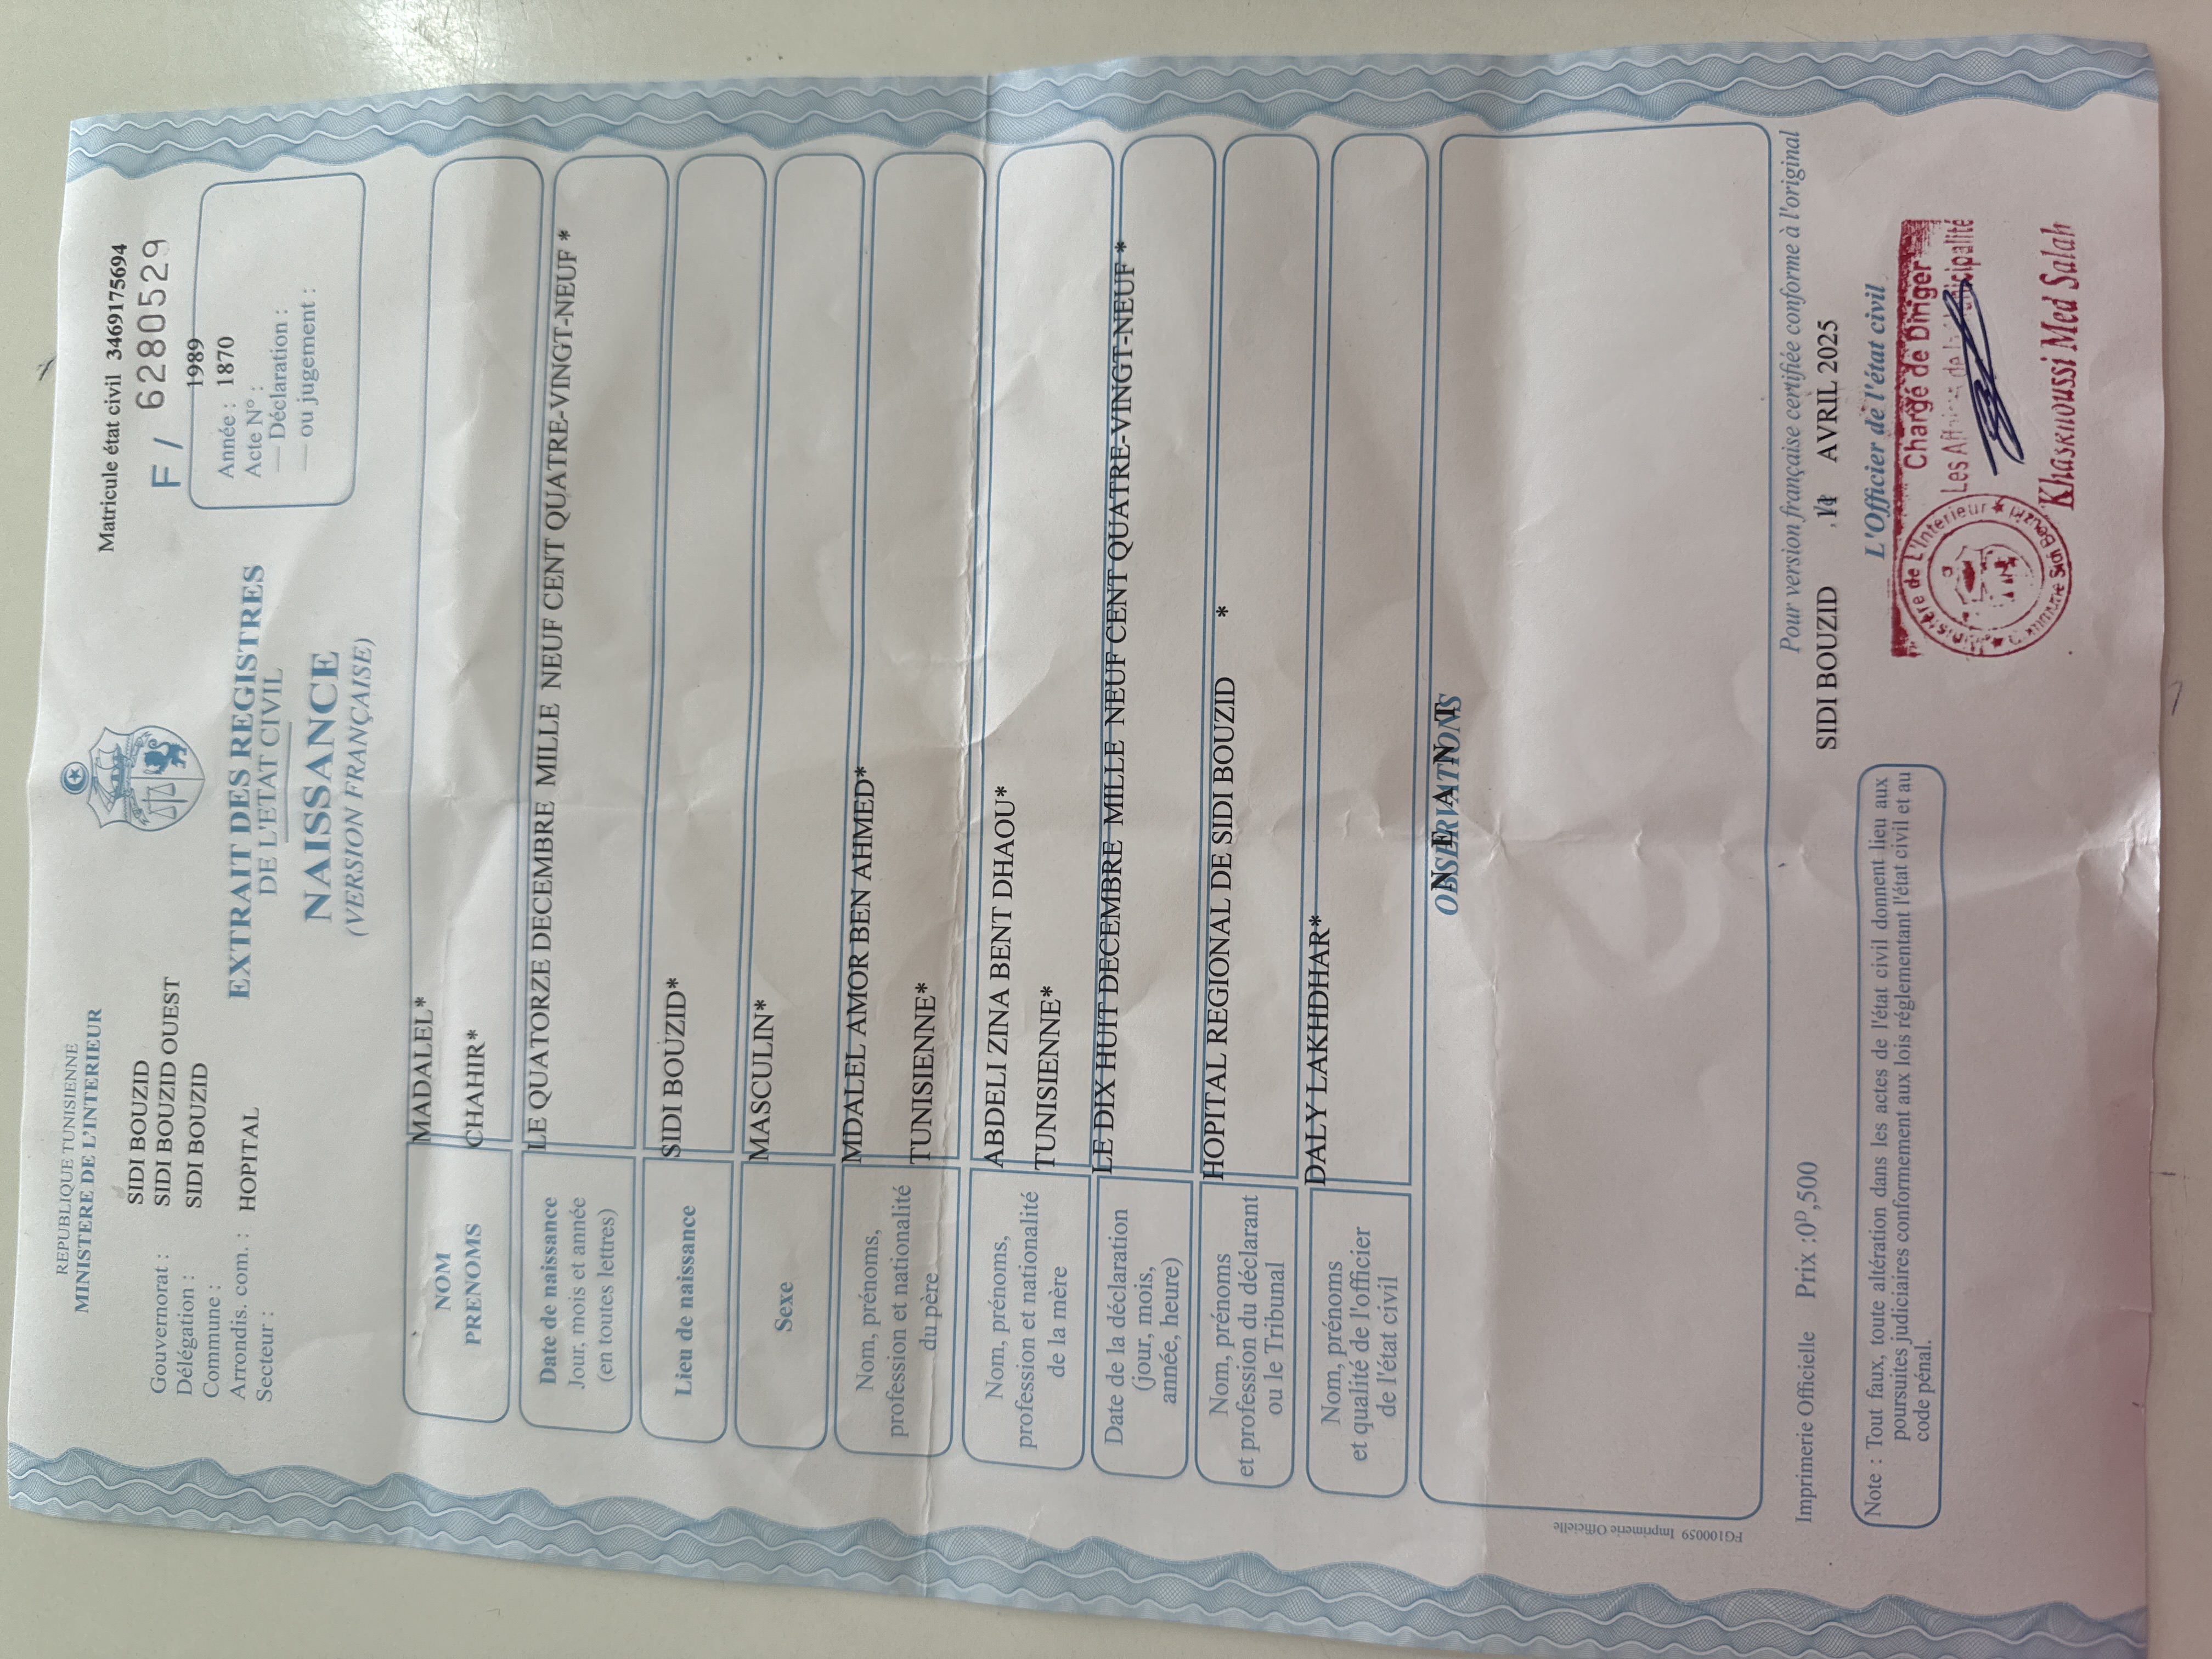 REPUBLIQUE TUNISIENNE
MINISTERE DE L'INTERIEUR
Gouvernorat : SIDI BOUZID
Délégation : SIDI BOUZID OUEST
Commune : SIDI BOUZID
Arrondis. com. :
Secteur : HOPITAL
Matricule état civil 3469175694
F / 6280529
1989
Année : 1870
Acte N° :
— Déclaration :
— ou jugement :
EXTRAIT DES REGISTRES
DE L'ETAT CIVIL
NAISSANCE
(VERSION FRANÇAISE)
NOM MADALEL*
PRENOMS CHAHIR*
Date de naissance
Jour, mois et année
(en toutes lettres)
LE QUATORZE DECEMBRE MILLE NEUF CENT QUATRE-VINGT-NEUF *
Lieu de naissance SIDI BOUZID*
Sexe MASCULIN*
Nom, prénoms,
profession et nationalité
du père
MDALEL AMOR BEN AHMED*
TUNISIENNE*
Nom, prénoms,
profession et nationalité
de la mère
ABDELI ZINA BENT DHAOU*
TUNISIENNE*
Date de la déclaration
(jour, mois,
année, heure)
LE DIX HUIT DECEMBRE MILLE NEUF CENT QUATRE-VINGT-NEUF *
Nom, prénoms
et profession du déclarant
ou le Tribunal
HOPITAL REGIONAL DE SIDI BOUZID *
Nom, prénoms
et qualité de l'officier
de l'état civil
DALY LAKHDHAR*
OBSERVATIONS
N E A N T
FG100059 Imprimerie Officielle
Imprimerie Officielle Prix :0D,500
Pour version française certifiée conforme à l'original
SIDI BOUZID AVRIL 2025
L'Officier de l'état civil
Note : Tout faux, toute altération dans les actes de l'état civil donnent lieu aux
poursuites judiciaires conformement aux lois réglementant l'état civil et au
code pénal.
Chargé de Diriger
Les Affaires de la Municipalité
Khasknoussi Med Salah
Ministère de L'Interieur